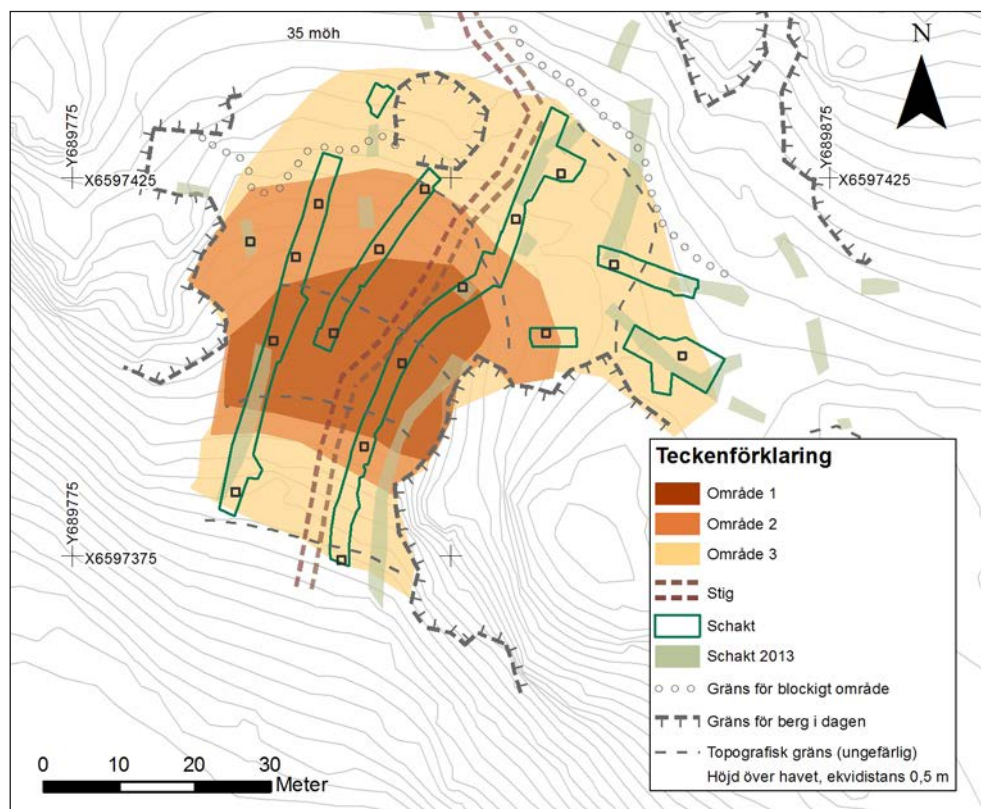 35 möh
N
Y689775
X6597425
Y689875
X6597425
Y689775
X6597375
Teckenförklaring
Område 1
Område 2
Område 3
Stig
Schakt
Schakt 2013
Gräns för blockigt område
Gräns för berg i dagen
Topografisk gräns (ungefärlig)
Höjd över havet, ekvidistans 0,5 m
0 10 20 30
Meter